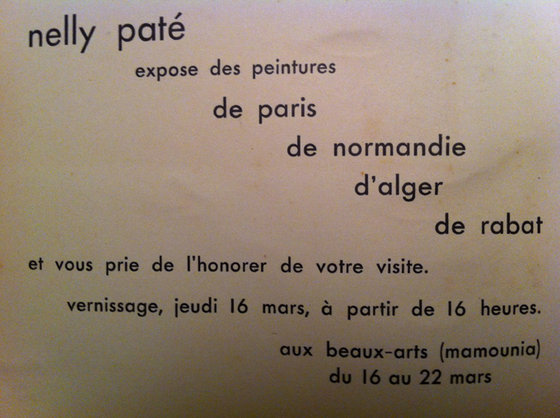 nelly paté
expose des peintures
de paris
de normandie
d'alger
de rabat
et vous prie de l'honorer de votre visite.
vernissage, jeudi 16 mars, à partir de 16 heures.
aux beaux-arts (mamounia)
du 16 au 22 mars